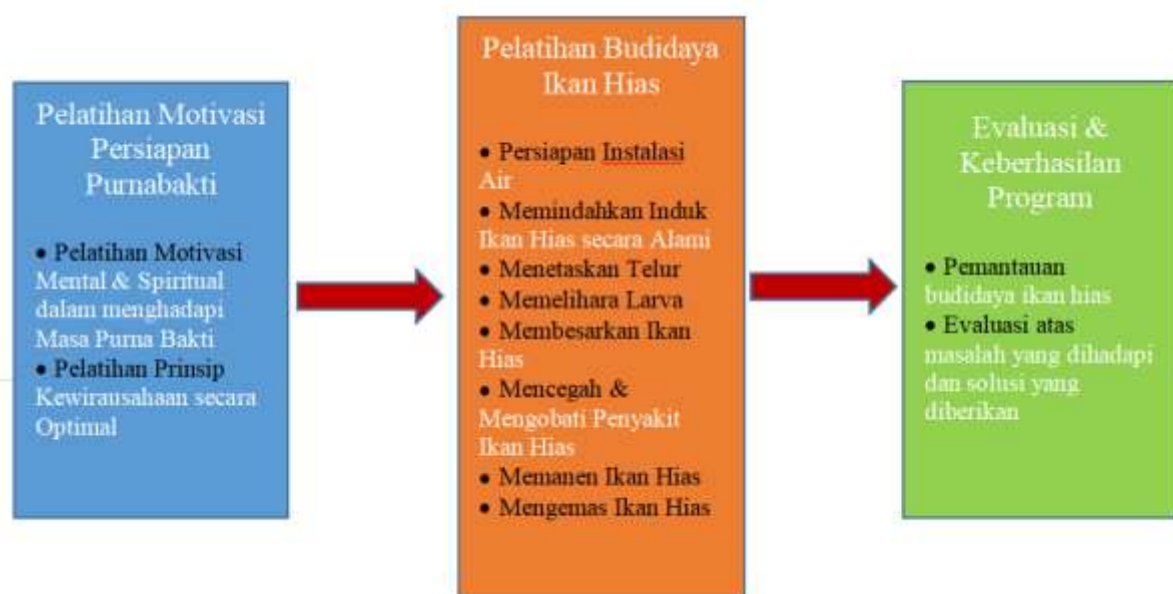 Pelatihan Motivasi
Persiapan
Purnabakti
• Pelatihan Motivasi
Mental & Spiritual
dalam menghadapi
Masa Purna Bakti
• Pelatihan Prinsip
Kewirausahaan secara
Optimal
Pelatihan Budidaya
Ikan Hias
• Persiapan Instalasi
Air
• Memindahkan Induk
Ikan Hias secara Alami
• Menetaskan Telur
• Memelihara Larva
• Membesarkan Ikan
Hias
• Mencegah &
Mengobati Penyakit
Ikan Hias
• Memanen Ikan Hias
• Mengemas Ikan Hias
Evaluasi &
Keberhasilan
Program
• Pemantauan
budidaya ikan hias
• Evaluasi atas
masalah yang dihadapi
dan solusi yang
diberikan